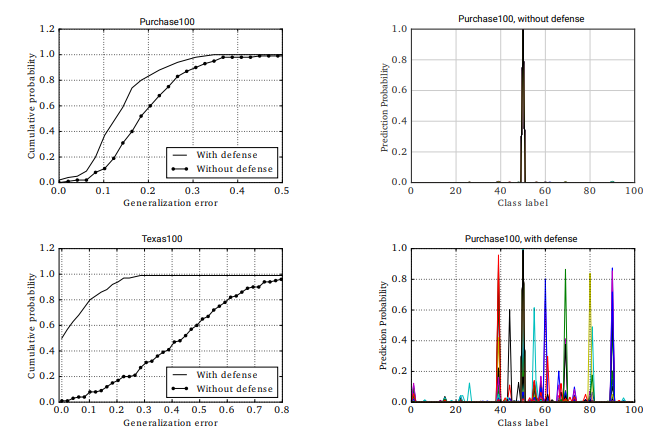 Purchase100
Cumulative probability
1.2
1.0
0.8
0.6
0.4
0.2
0.0
With defense
Without defense
0.0 0.1 0.2 0.3 0.4 0.5
Generalization error
Purchase100, without defense
Prediction Probability
1.0
0.8
0.6
0.4
0.2
0.0
0 20 40 60 80 100
Class label
Texas100
Cumulative probability
1.2
1.0
0.8
0.6
0.4
0.2
0.0
With defense
Without defense
0.0 0.1 0.2 0.3 0.4 0.5 0.6 0.7 0.8
Generalization error
Purchase100, with defense
Prediction Probability
1.0
0.8
0.6
0.4
0.2
0.0
0 20 40 60 80 100
Class label